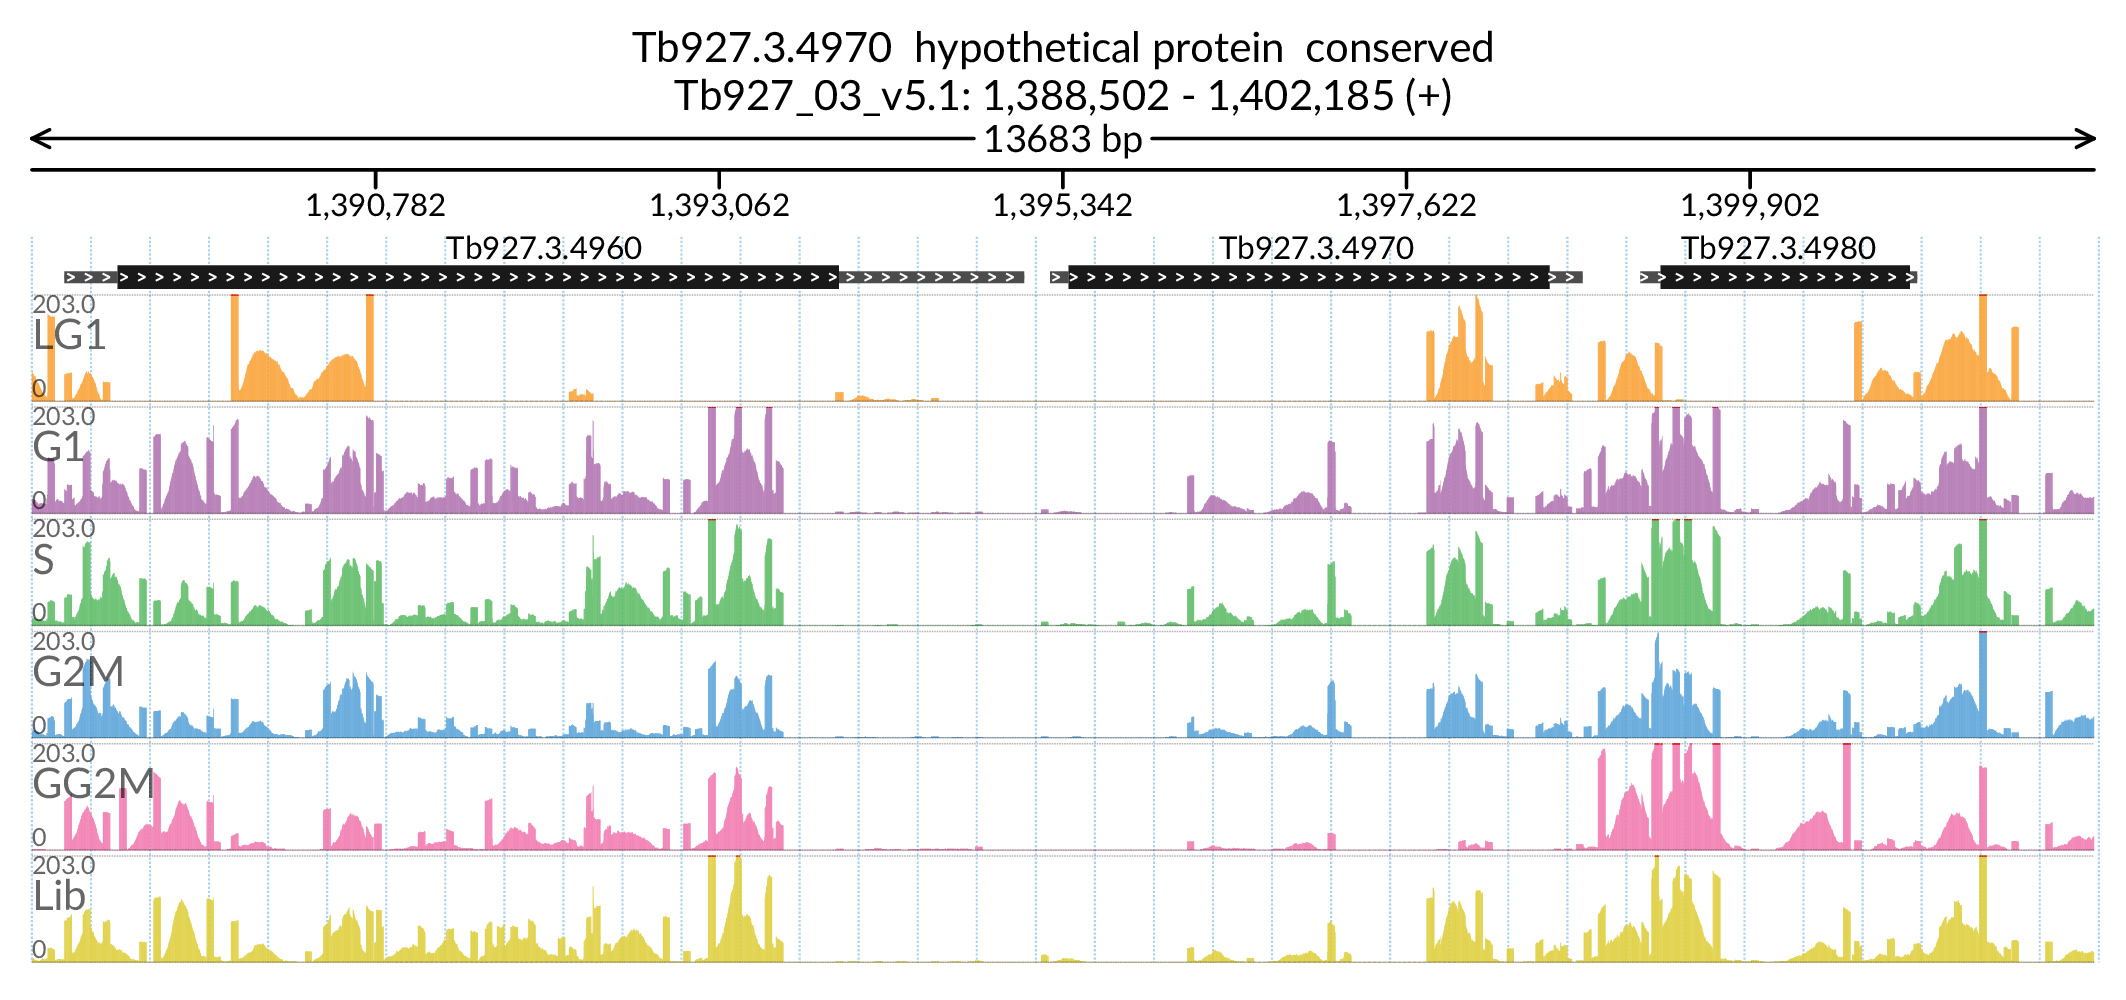 Tb927.3.4970 hypothetical protein conserved
Tb927_03_v5.1: 1,388,502 - 1,402,185 (+)
13683 bp
1,390,782 1,393,062 1,395,342 1,397,622 1,399,902
Tb927.3.4960 Tb927.3.4970 Tb927.3.4980
203.0
LG1
0
203.0
G1
0
203.0
S
0
203.0
G2M
0
203.0
GG2M
0
203.0
Lib
0